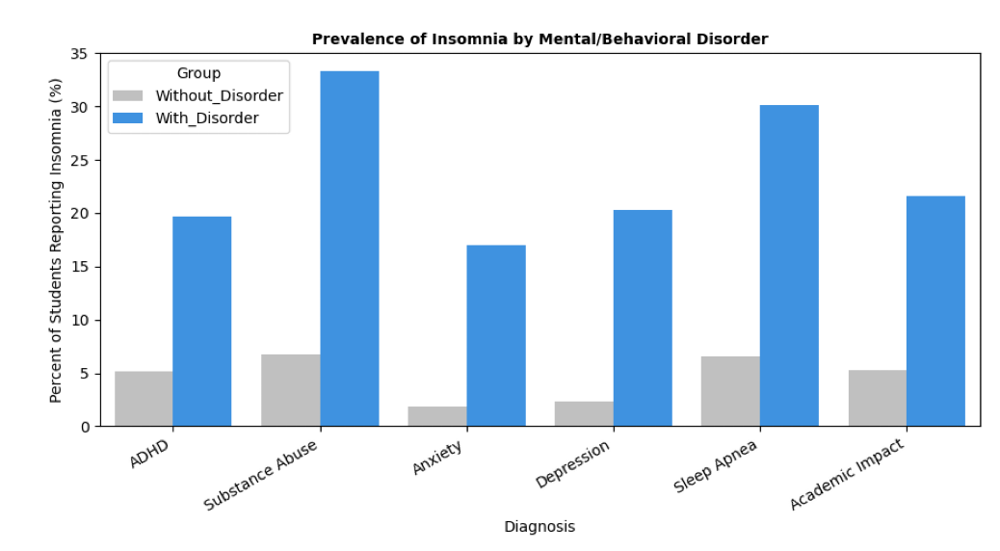 Prevalence of Insomnia by Mental/Behavioral Disorder
Percent of Students Reporting Insomnia (%)
35
30
25
20
15
10
5
0
Group
Without_Disorder
With_Disorder
ADHD
Substance Abuse
Anxiety
Depression
Sleep Apnea
Academic Impact
Diagnosis